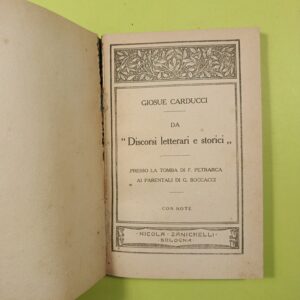 GIOSUE CARDUCCI
DA
„ Discorsi letterari e storici „
PRESSO LA TOMBA DI F. PETRARCA
AI PARENTALI DI G. BOCCACCI
CON NOTE
NICOLA ZANICHELLI
BOLOGNA